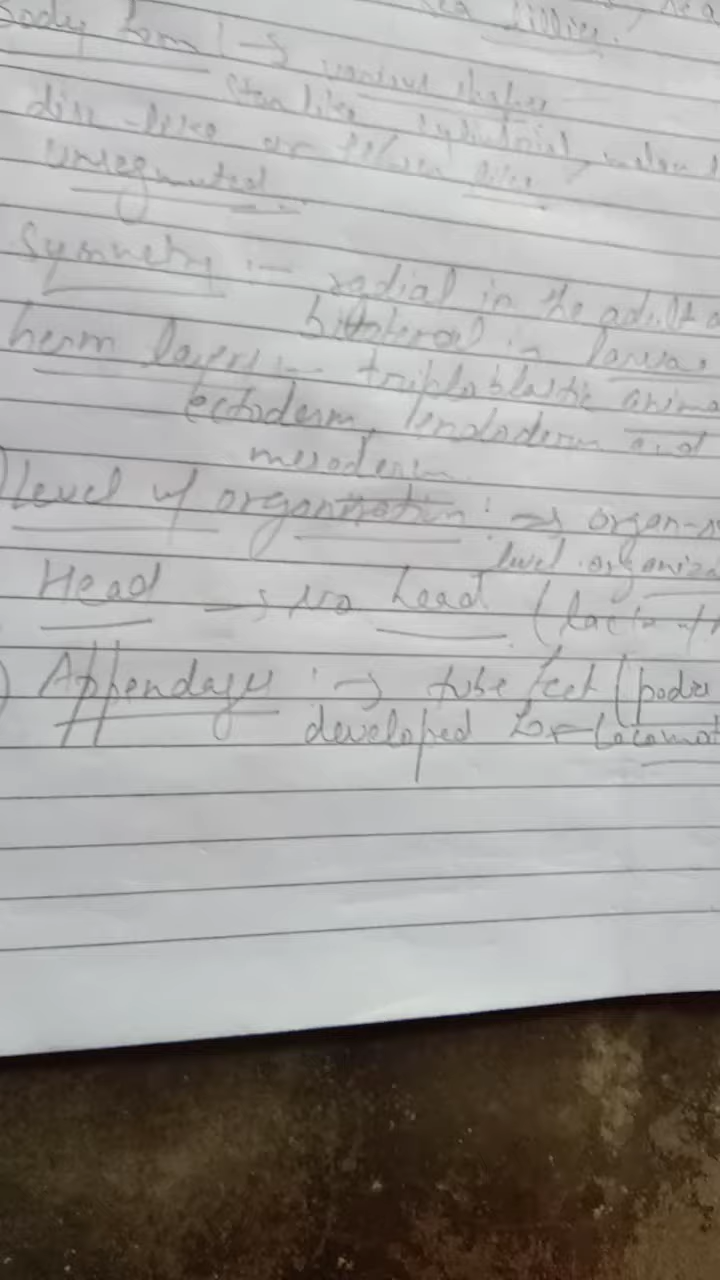 Body form :→ various shapes
Star like, cylindrical, melon
disc-like or flower like
Unsegmented.
Symmetry :- radial in the adult
bilateral in larva.
herm layers :- triploblastic anima
ectoderm, endoderm and
mesoderm
Level of organization :→ organ-
level organiza
Head → no head (
Appendages :→ tube feet (podia
developed for locomot